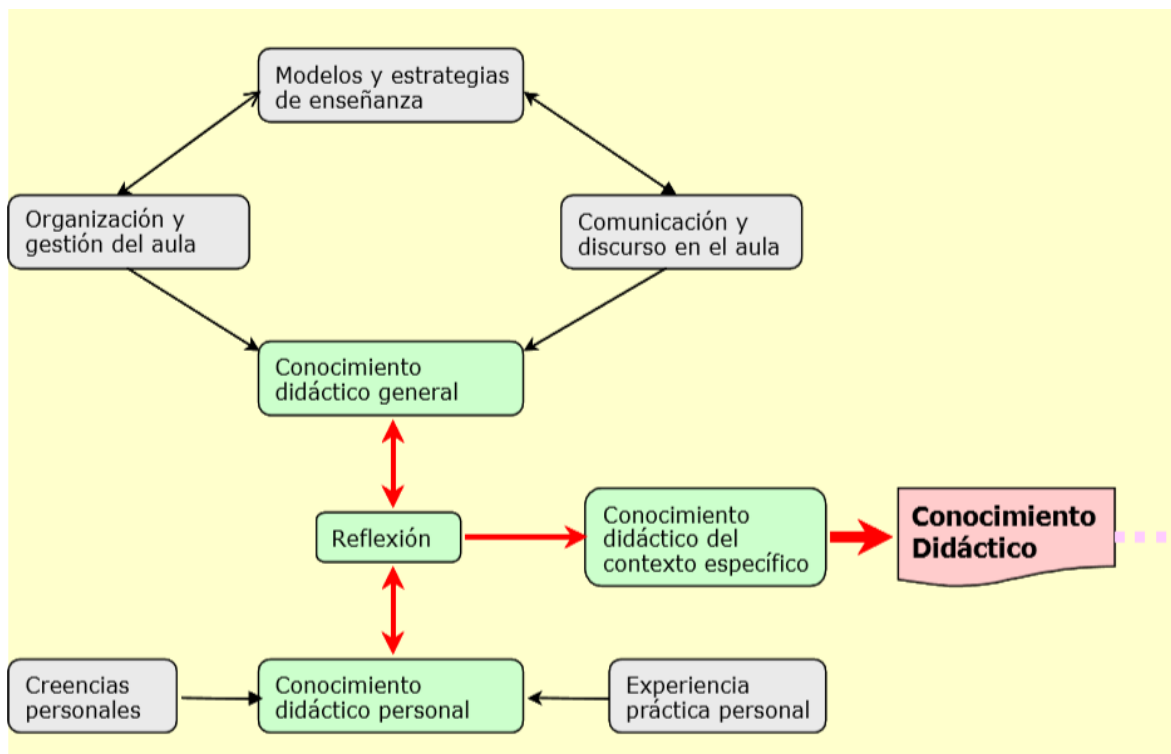 Modelos y estrategias
de enseñanza
Organización y
gestión del aula
Comunicación y
discurso en el aula
Conocimiento
didáctico general
Reflexión
Conocimiento
didáctico del
contexto específico
Conocimiento
Didáctico
Creencias
personales
Conocimiento
didáctico personal
Experiencia
práctica personal